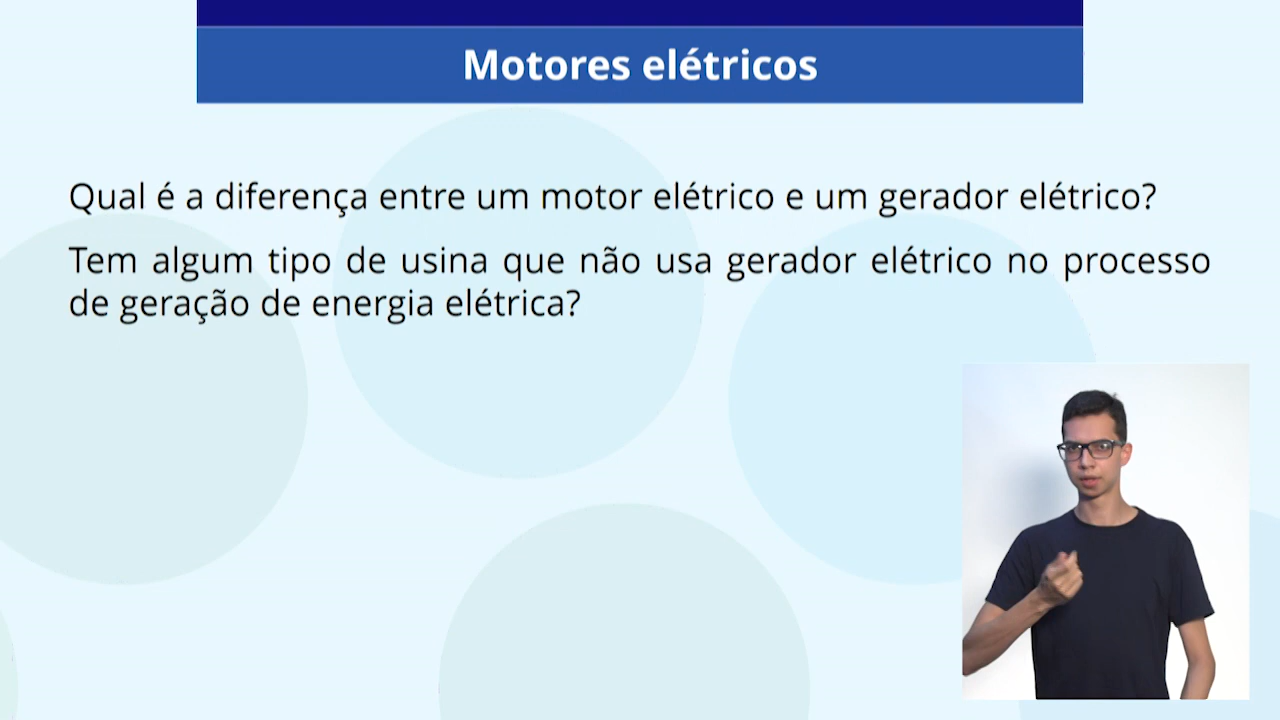 Motores elétricos
Qual é a diferença entre um motor elétrico e um gerador elétrico?
Tem algum tipo de usina que não usa gerador elétrico no processo
de geração de energia elétrica?